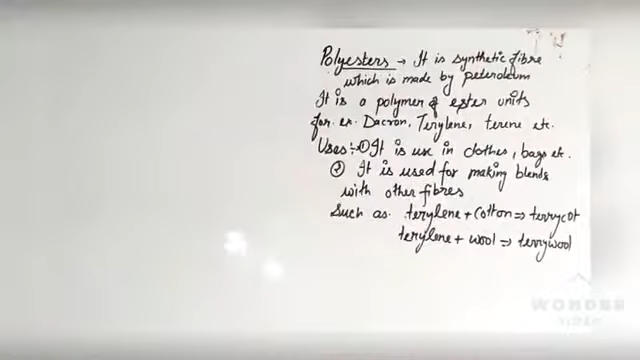 Polyesters → It is synthetic fibre
which is made by peteroleum
It is a polymer of ester units
for. ex. Dacron, Terylene, terene etc.
Uses:- ① It is use in clothes, bags etc.
② It is used for making blends
with other fibres
Such as. terylene + Cotton ⇒ terrycot
terylene + wool ⇒ terrywool
WONDER